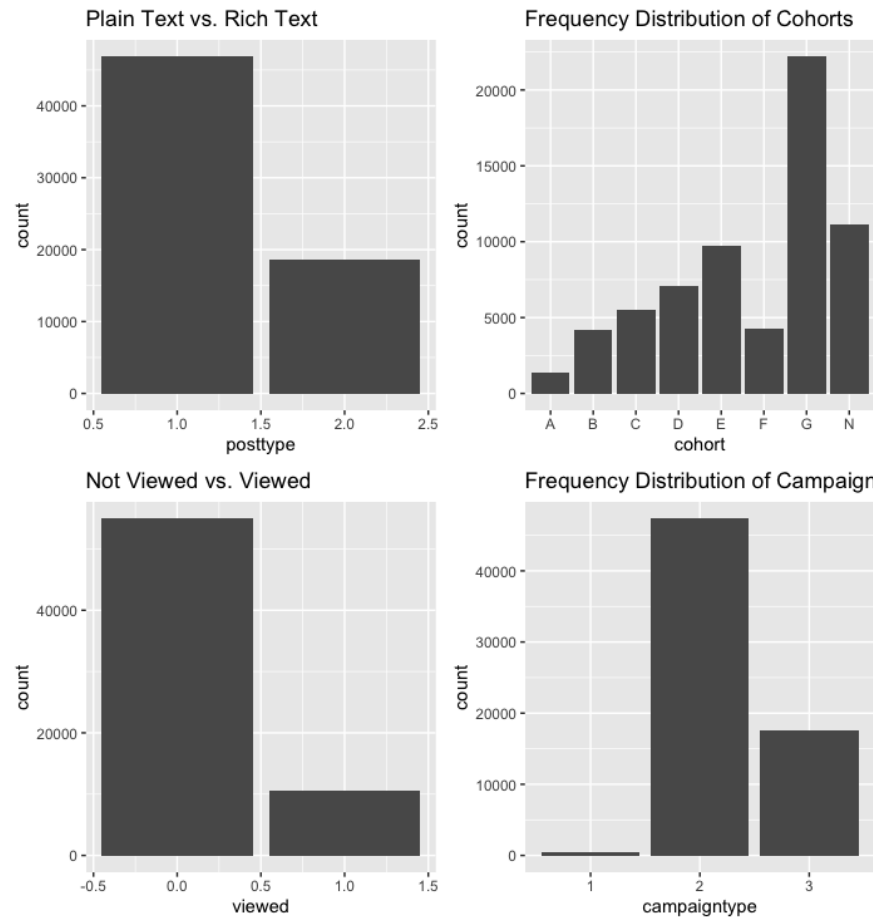 Plain Text vs. Rich Text
count
40000
30000
20000
10000
0
0.5 1.0 1.5 2.0 2.5
posttype
Frequency Distribution of Cohorts
count
20000
15000
10000
5000
0
A B C D E F G N
cohort
Not Viewed vs. Viewed
count
40000
20000
0
-0.5 0.0 0.5 1.0 1.5
viewed
Frequency Distribution of Campaign
count
40000
30000
20000
10000
0
1 2 3
campaigntype